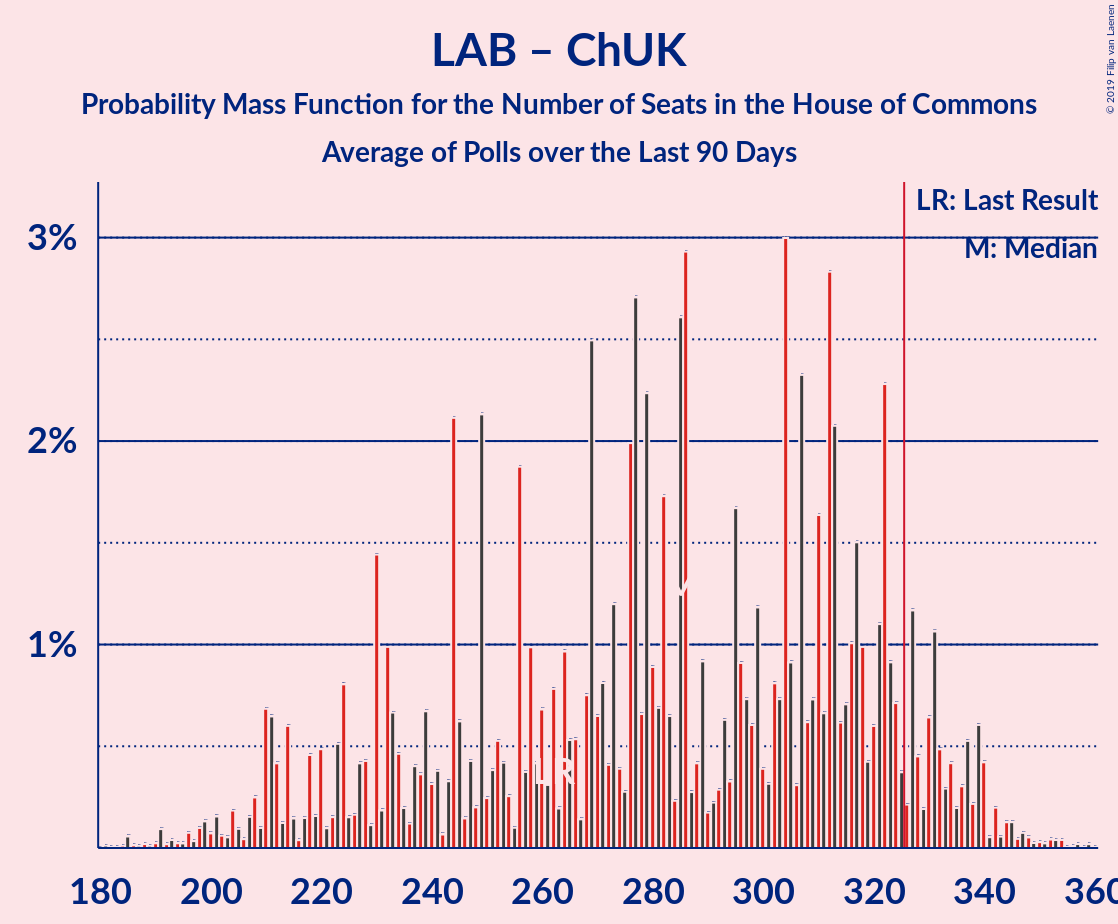 LAB – ChUK
Probability Mass Function for the Number of Seats in the House of Commons
Average of Polls over the Last 90 Days
© 2019 Filip van Laenen
LR: Last Result
M: Median
3%
2%
1%
LR
180 200 220 240 260 280 300 320 340 360